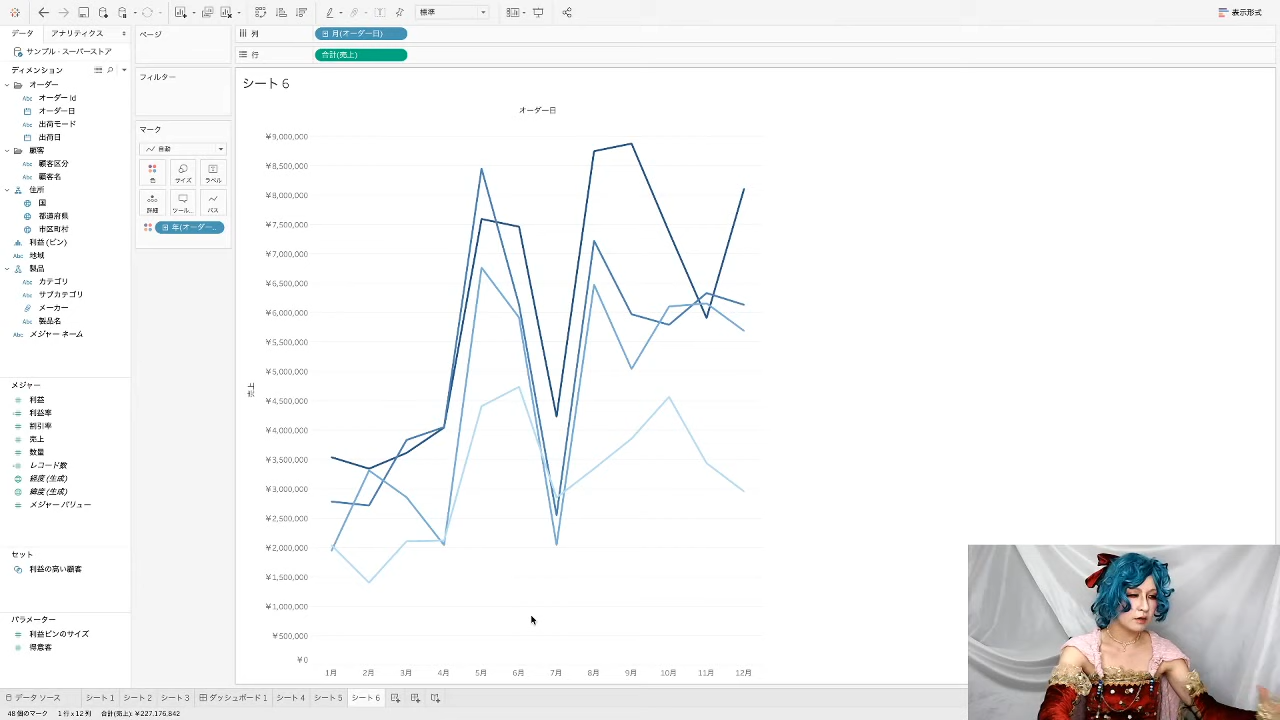 標準
表示形式
データ
ページ
列
月(オーダー日)
サンプル - スーパーストア
行
合計(売上)
ディメンション
フィルター
シート 6
オーダー
Abc オーダー Id
オーダー日
オーダー日
Abc 出荷モード
出荷日
マーク
顧客
自動
Abc 顧客区分
Abc 顧客名
色
サイズ
ラベル
住所
国
都道府県
詳細
ツール...
パス
市区町村
年(オーダー...
利益 (ビン)
Abc 地域
製品
Abc カテゴリ
Abc サブカテゴリ
メーカー
Abc 製品名
Abc メジャー ネーム
メジャー
利益
利益率
割引率
売上
数量
レコード数
経度 (生成)
緯度 (生成)
メジャー バリュー
セット
利益の高い顧客
パラメーター
利益ビンのサイズ
得意客
売上
¥9,000,000
¥8,500,000
¥8,000,000
¥7,500,000
¥7,000,000
¥6,500,000
¥6,000,000
¥5,500,000
¥5,000,000
¥4,500,000
¥4,000,000
¥3,500,000
¥3,000,000
¥2,500,000
¥2,000,000
¥1,500,000
¥1,000,000
¥500,000
¥0
1月 2月 3月 4月 5月 6月 7月 8月 9月 10月 11月 12月
データ ソース シート 1 シート 2 シート 3 ダッシュボード 1 シート 4 シート 5 シート 6
48 個のマーク 1 行 x 12 列 合計(売上): ¥227,176,842